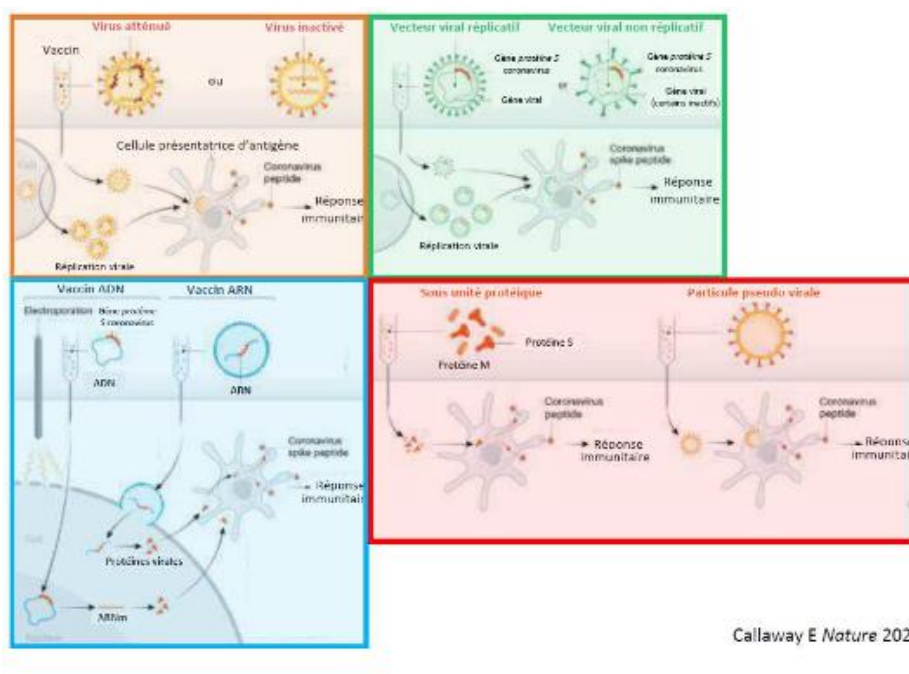 Virus atténué
Virus inactivé
Vaccin
ou
Cellule présentatrice d'antigène
Coronavirus
peptide
Réponse
immunitair
Réplication virale
Vecteur viral réplicatif
Vecteur viral non réplicatif
Gène protéine S
coronavirus
Gène viral
Gène protéine S
coronavirus
Gène viral
(certains inactifs)
Coronavirus
spike peptide
Réponse
immunitaire
Réplication virale
Vaccin ADN
Vaccin ARN
Electroporation
Gène protéine
S coronavirus
ADN
ARN
Coronavirus
spike peptide
Réponse
immunitair
Protéines virales
ARNm
Sous unité protéique
Particule pseudo virale
Protéine S
Protéine M
Coronavirus
peptide
Réponse
immunitaire
Coronavirus
peptide
Réponse
immunitai
Callaway E Nature 202